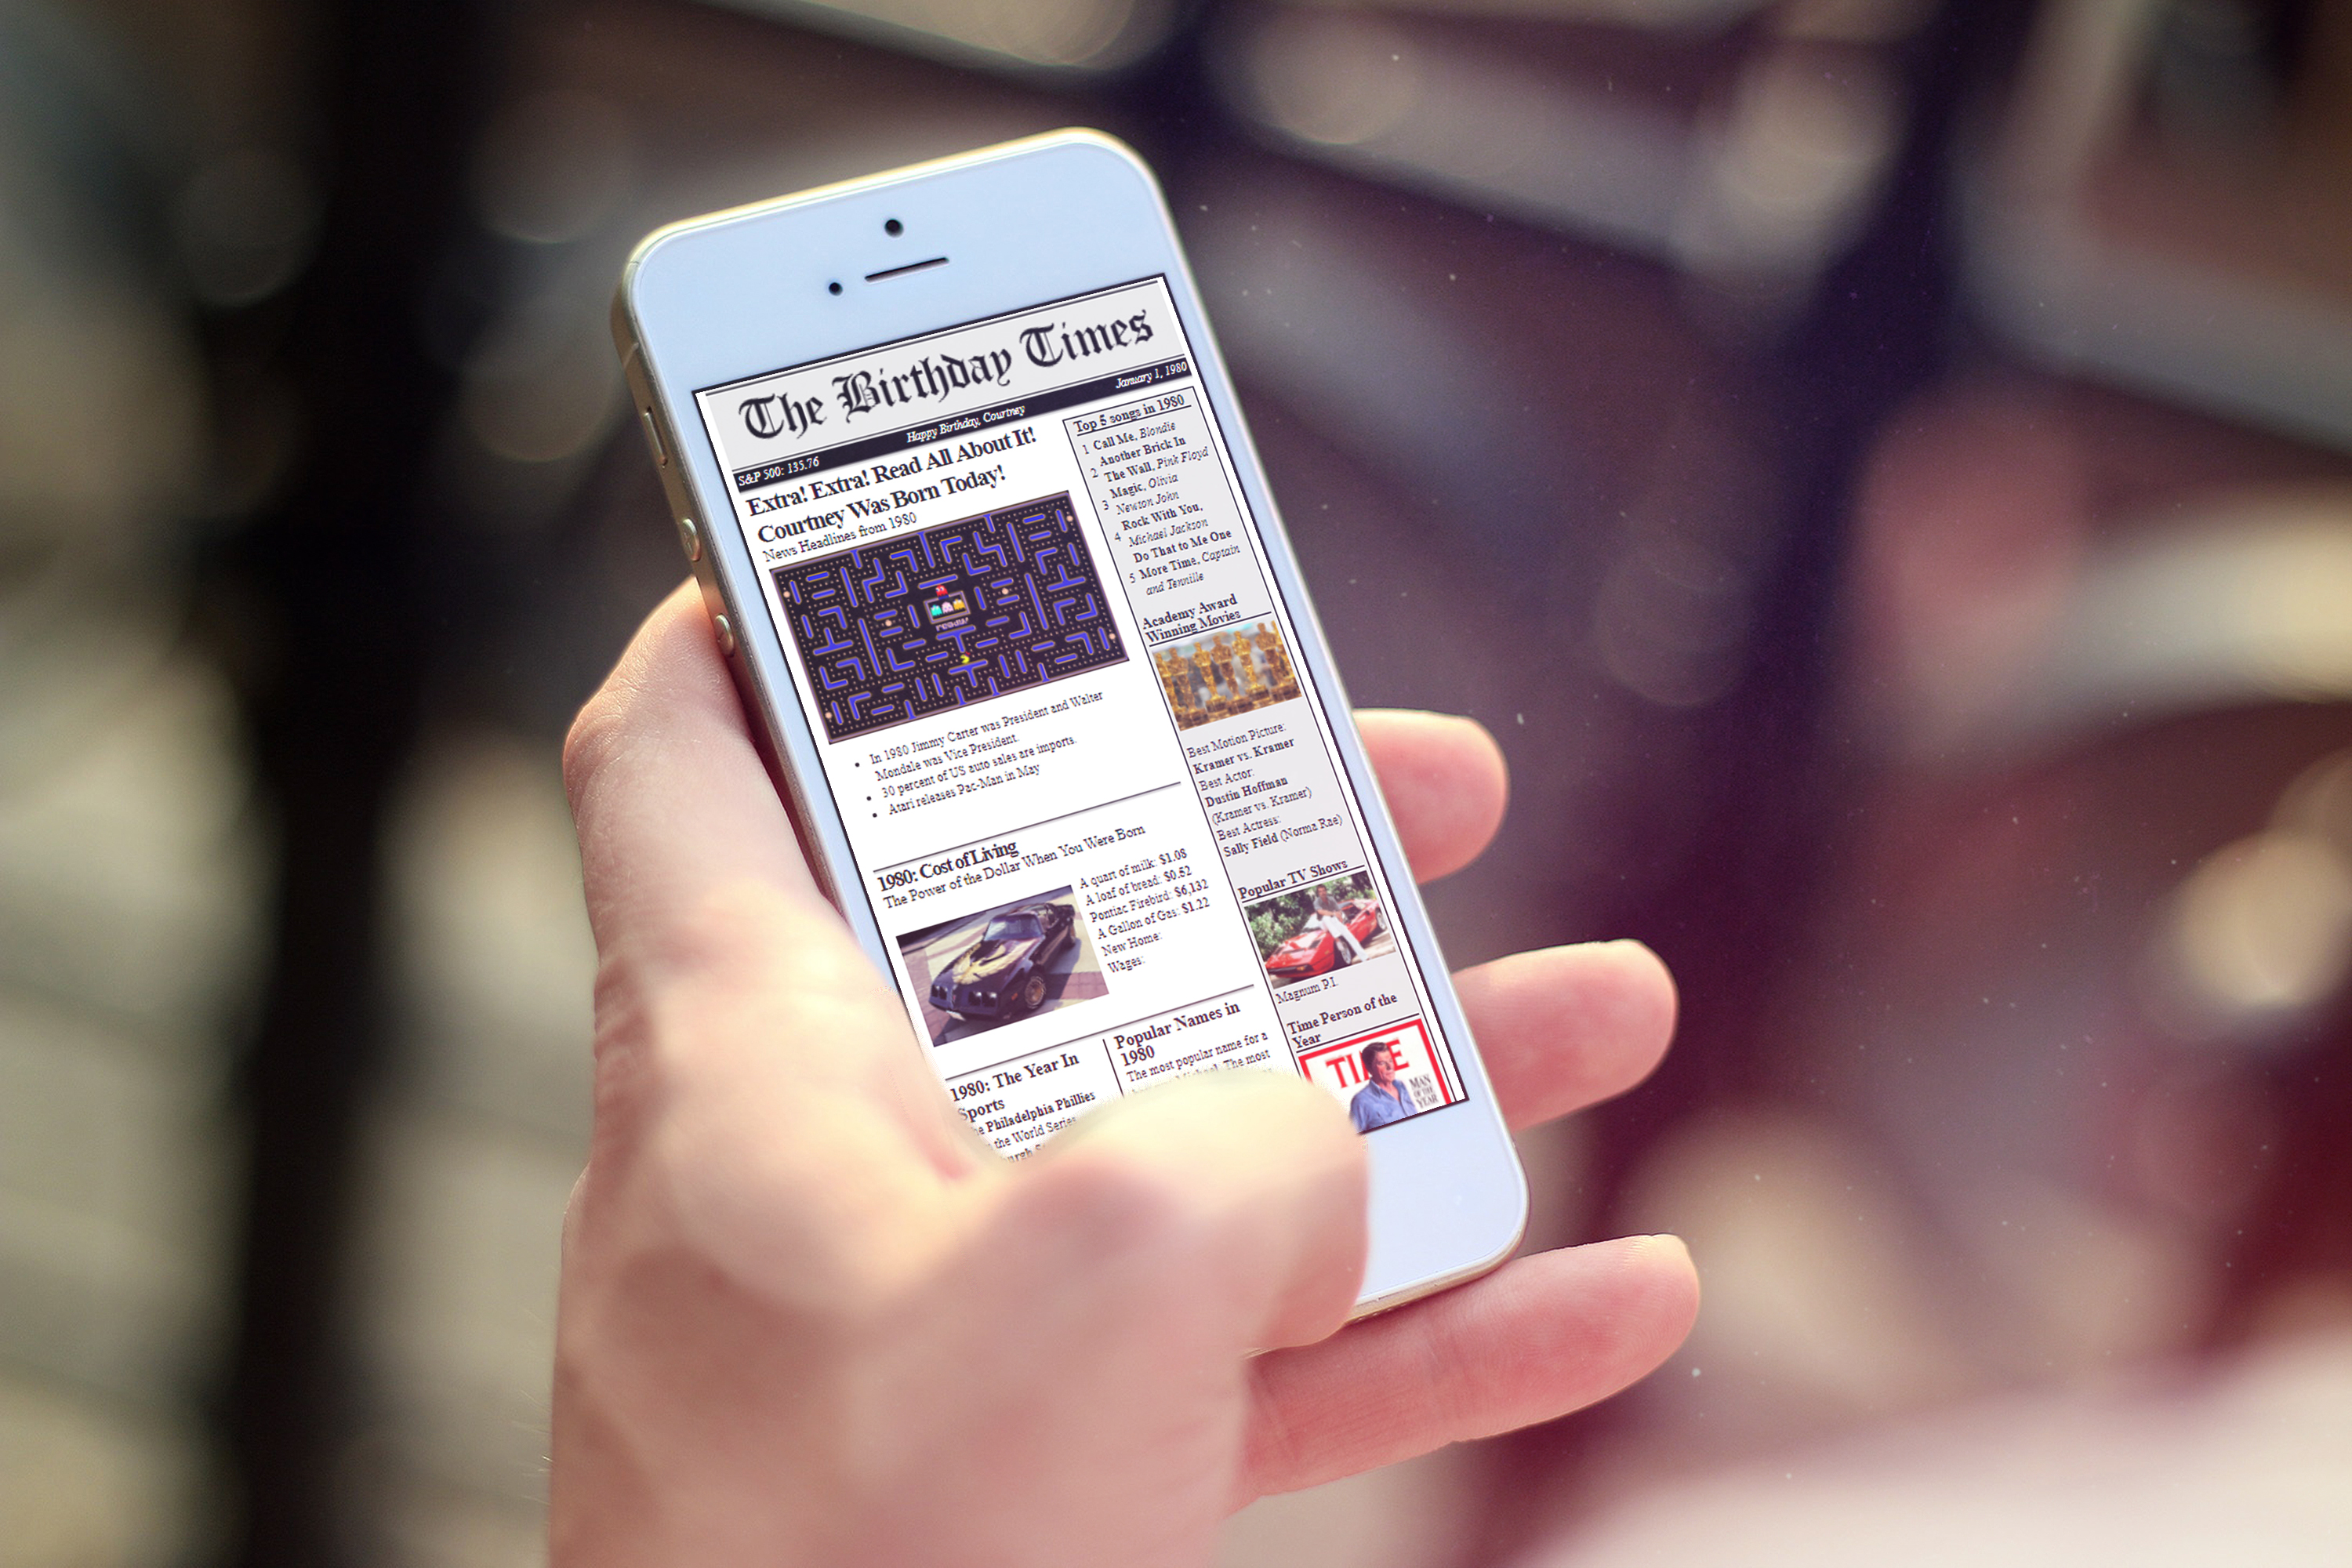 The Birthday Times
S&P 500: 135.76
Happy Birthday, Courtney
January 1, 1980
Extra! Extra! Read All About It!
Courtney Was Born Today!
News Headlines from 1980
In 1980 Jimmy Carter was President and Walter
Mondale was Vice President.
30 percent of US auto sales are imports.
Atari releases Pac-Man in May
1980: Cost of Living
The Power of the Dollar When You Were Born
A quart of milk: $1.08
A loaf of bread: $0.52
Pontiac Firebird: $6,132
A Gallon of Gas: $1.22
New Home:
Wages:
1980: The Year In
Sports
Philadelphia Phillies
the World Series
Popular Names in
1980
The most popular name for a
Michael. The most
Top 5 songs in 1980
1 Call Me, Blondie
Another Brick In
2 The Wall, Pink Floyd
Magic, Olivia
3 Newton John
Rock With You,
4 Michael Jackson
Do That to Me One
5 More Time, Captain
and Tennille
Academy Award
Winning Movies
Best Motion Picture:
Kramer vs. Kramer
Best Actor:
Dustin Hoffman
(Kramer vs. Kramer)
Best Actress:
Sally Field (Norma Rae)
Popular TV Shows
Magnum P.I.
Time Person of the
Year
TIME
MAN
OF THE
YEAR